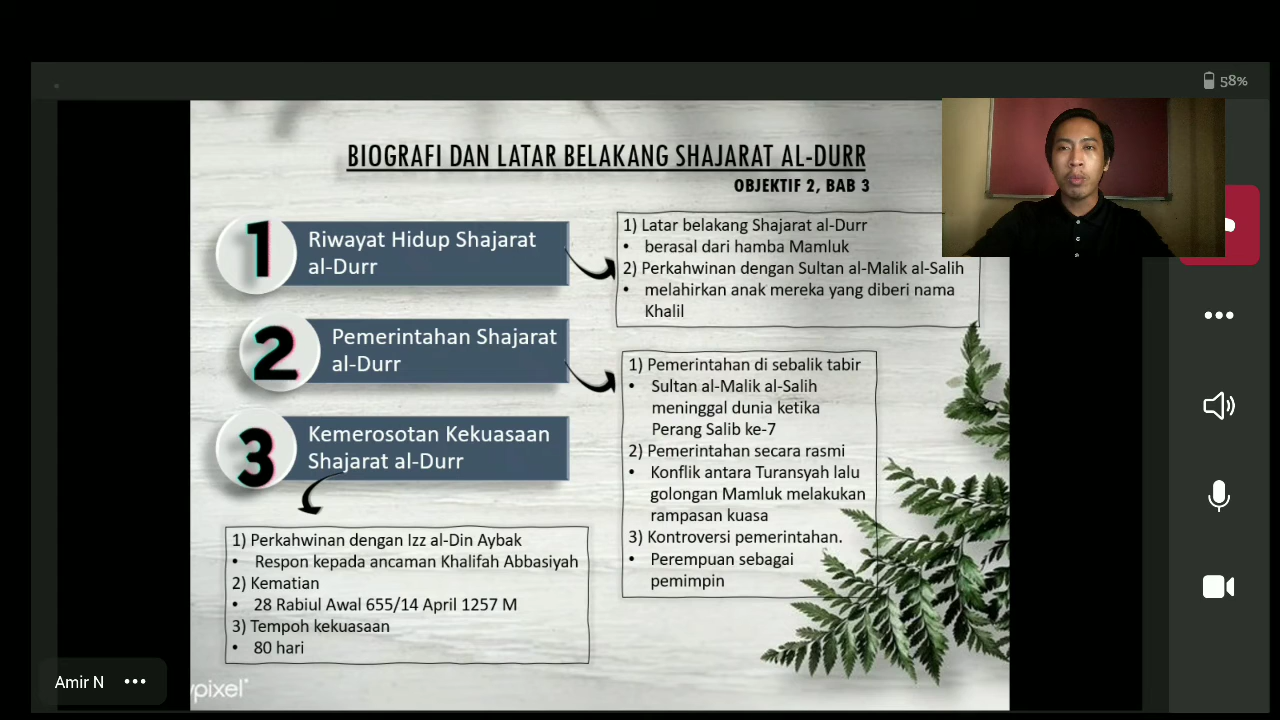 58%
BIOGRAFI DAN LATAR BELAKANG SHAJARAT AL-DURR
OBJEKTIF 2, BAB 3
1
Riwayat Hidup Shajarat
al-Durr
1) Latar belakang Shajarat al-Durr
• berasal dari hamba Mamluk
2) Perkahwinan dengan Sultan al-Malik al-Salih
• melahirkan anak mereka yang diberi nama
Khalil
2
Pemerintahan Shajarat
al-Durr
1) Pemerintahan di sebalik tabir
• Sultan al-Malik al-Salih
meninggal dunia ketika
Perang Salib ke-7
2) Pemerintahan secara rasmi
• Konflik antara Turansyah lalu
golongan Mamluk melakukan
rampasan kuasa
3) Kontroversi pemerintahan.
• Perempuan sebagai
pemimpin
3
Kemerosotan Kekuasaan
Shajarat al-Durr
1) Perkahwinan dengan Izz al-Din Aybak
• Respon kepada ancaman Khalifah Abbasiyah
2) Kematian
• 28 Rabiul Awal 655/14 April 1257 M
3) Tempoh kekuasaan
• 80 hari
Amir N
pixel